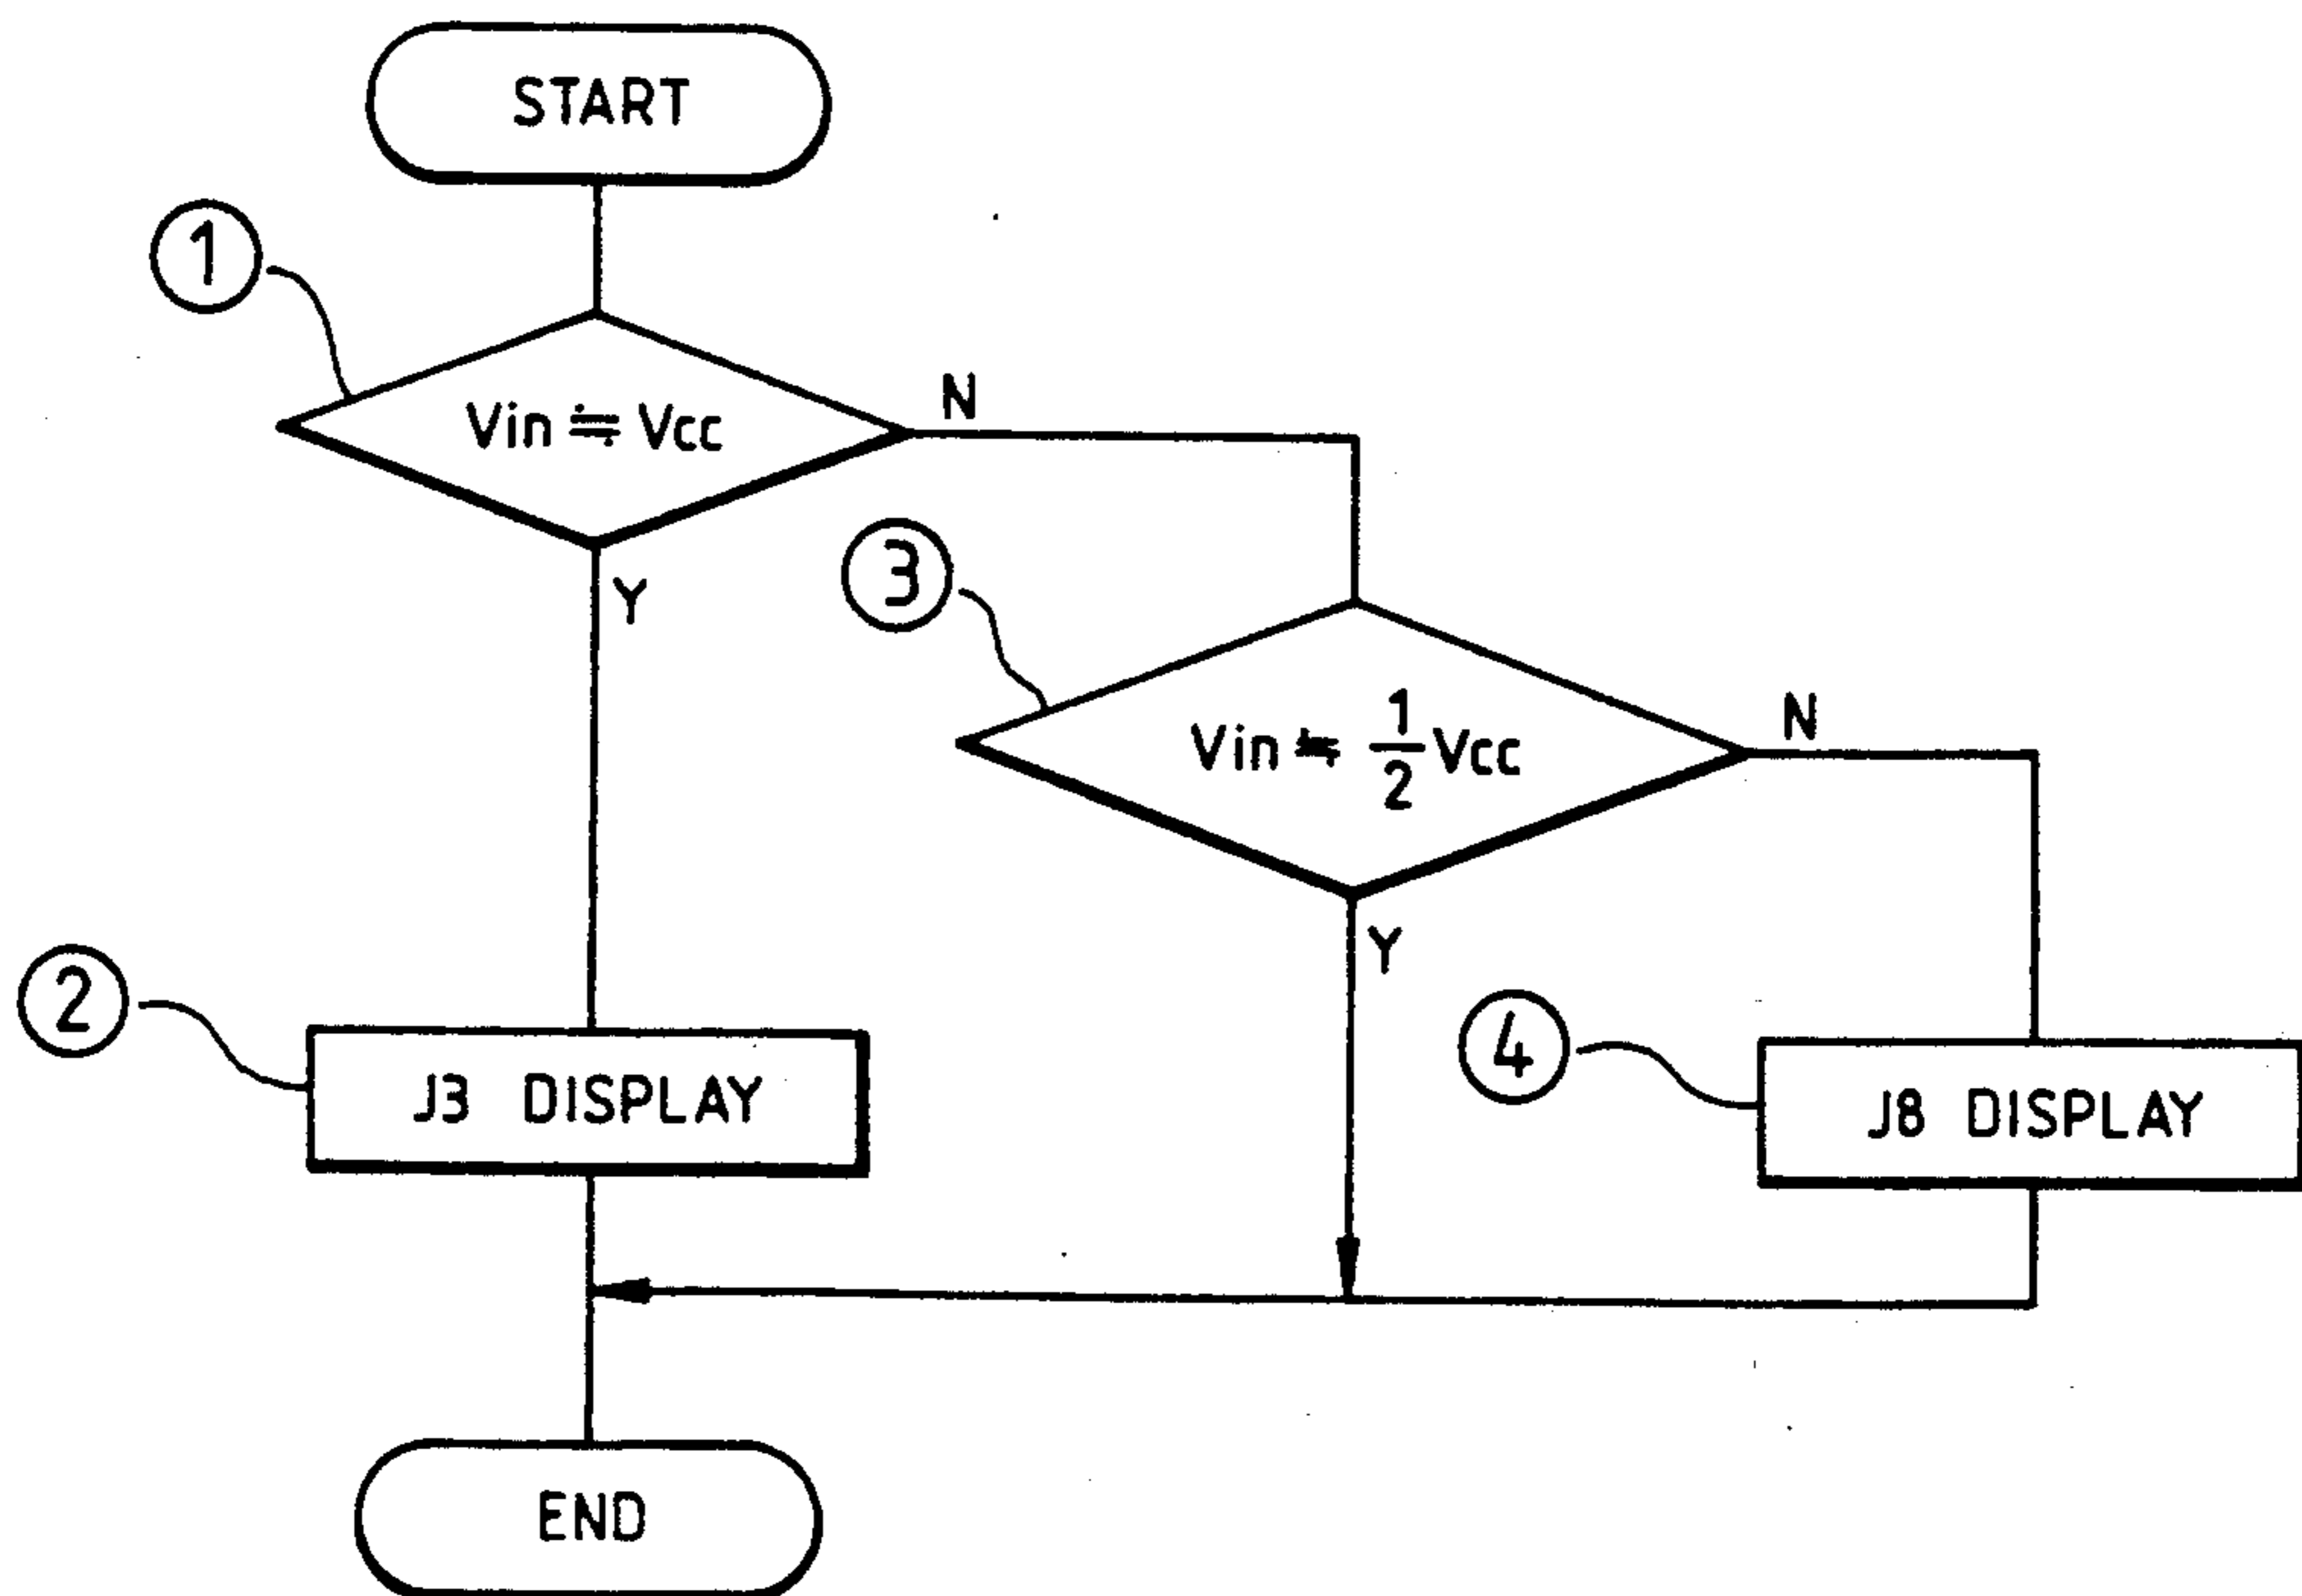 START
①
Vin ≒ Vcc
N
Y
③
Vin ≒ 1/2 Vcc
N
Y
②
J3 DISPLAY
④
J8 DISPLAY
END